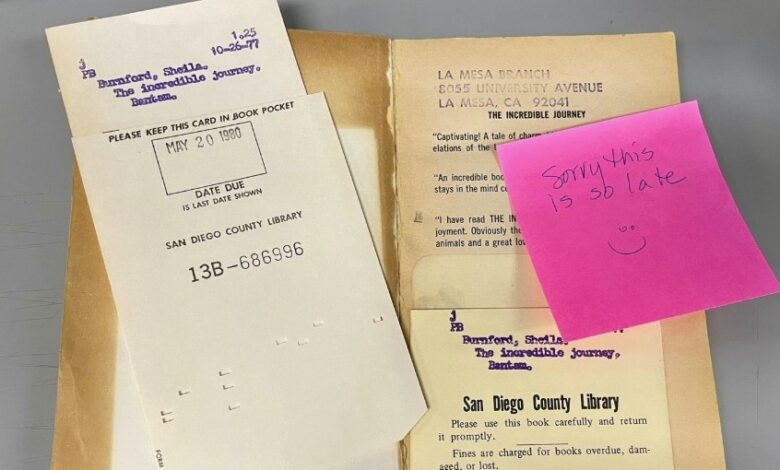 1.25
10-26-77
j
PB
Burnford, Sheila.
The incredible journey.
Bantam.
PLEASE KEEP THIS CARD IN BOOK POCKET
MAY 20 1980
DATE DUE
IS LAST DATE SHOWN
SAN DIEGO COUNTY LIBRARY
13B-686996
FORM
LA MESA BRANCH
8055 UNIVERSITY AVENUE
LA MESA, CA 92041
THE INCREDIBLE JOURNEY
"Captivating! A tale of
elations of the
"An incredible
stays in the mind
"I have read THE
joyment. Obviously
animals and a great
Sorry this
is so late
j
PB
Burnford, Sheila.
The incredible journey.
Bantam.
San Diego County Library
Please use this book carefully and return
it promptly.
Fines are charged for books overdue, dam-
aged, or lost.